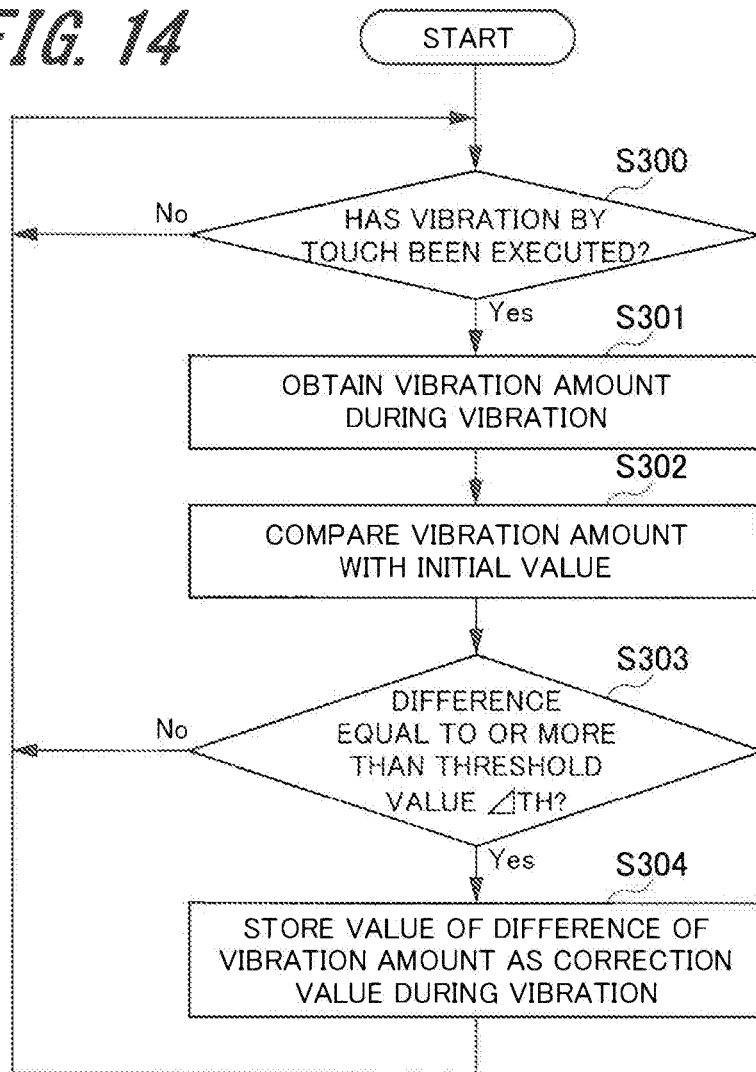 FIG. 14
START
S300
No
HAS VIBRATION BY
TOUCH BEEN EXECUTED?
Yes
S301
OBTAIN VIBRATION AMOUNT
DURING VIBRATION
S302
COMPARE VIBRATION AMOUNT
WITH INITIAL VALUE
S303
No
DIFFERENCE
EQUAL TO OR MORE
THAN THRESHOLD
VALUE ⊿TH?
Yes
S304
STORE VALUE OF DIFFERENCE OF
VIBRATION AMOUNT AS CORRECTION
VALUE DURING VIBRATION